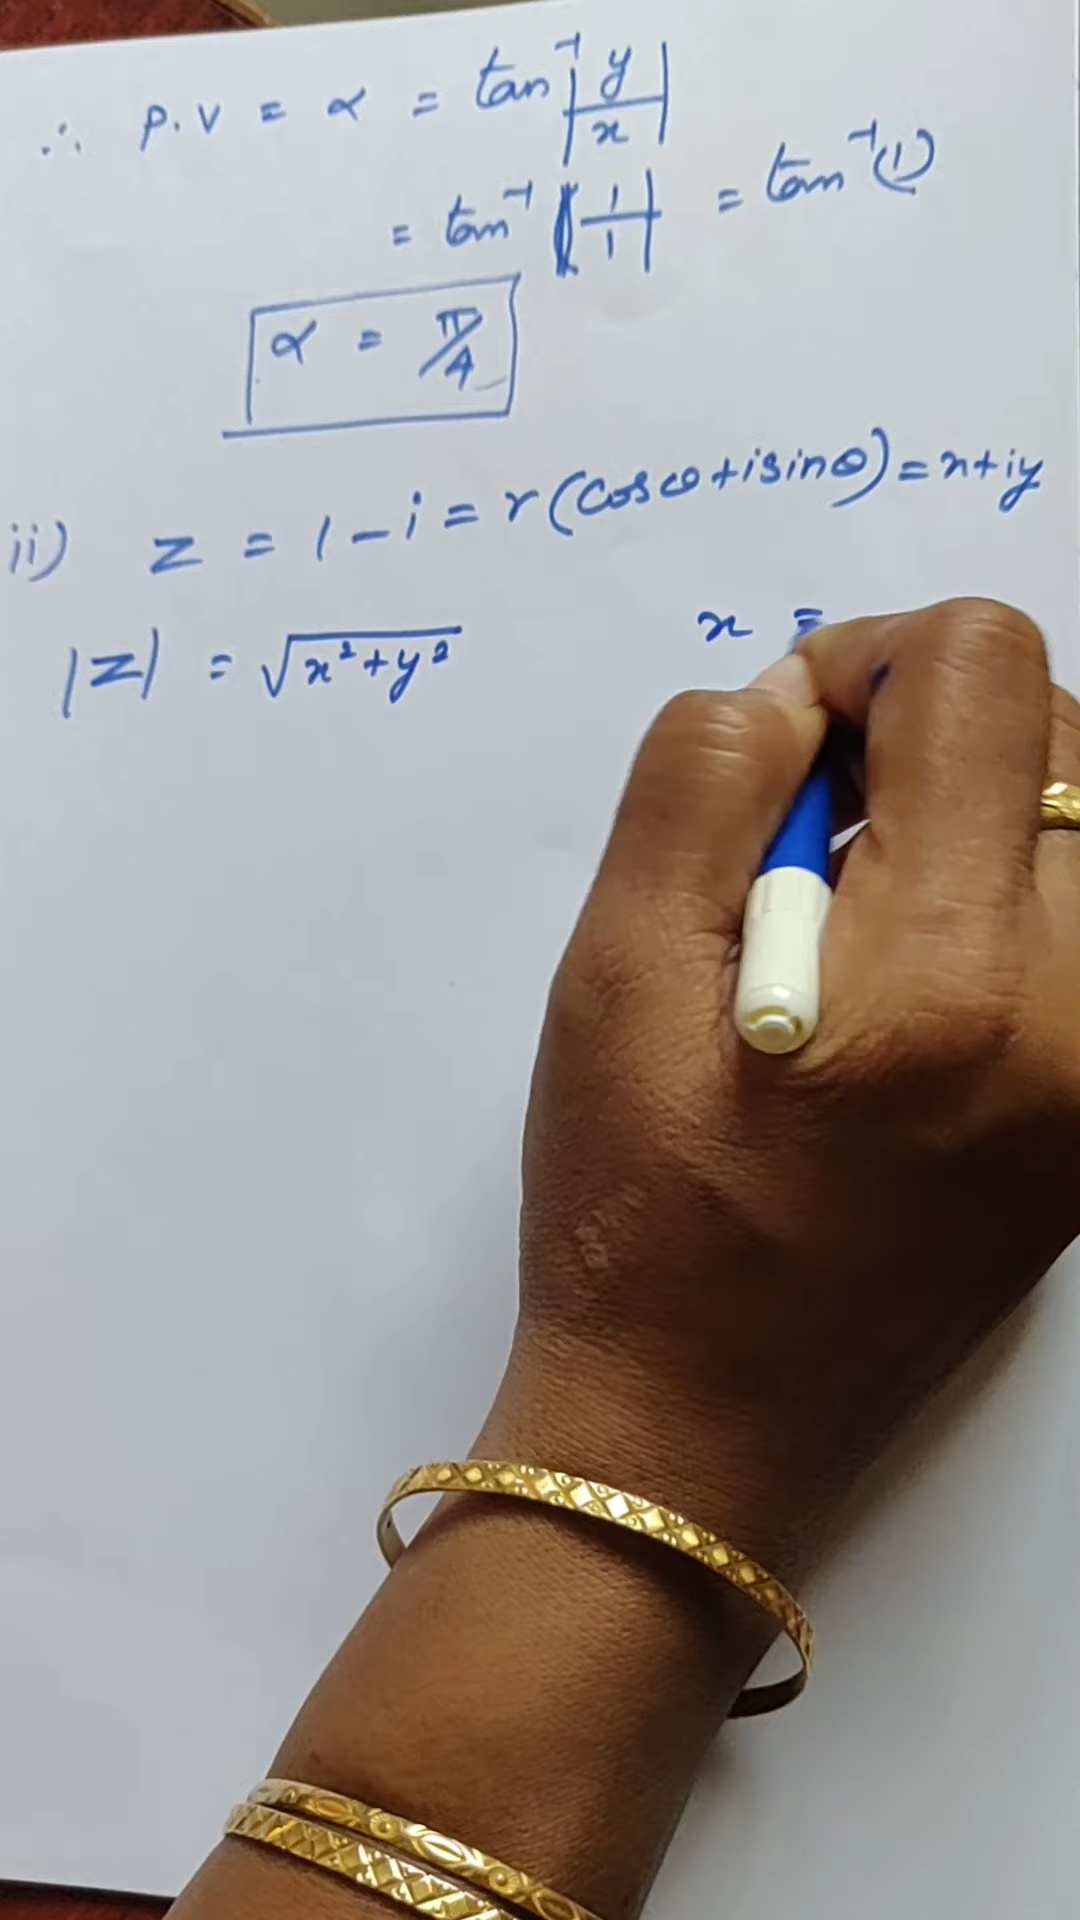 ∴ P.V = α = tan⁻¹ |y/x|
= tan⁻¹ |1/1| = tan⁻¹(1)
α = π/4
ii) z = 1 - i = r(cosθ + i sinθ) = x + iy
|z| = √(x² + y²) x =